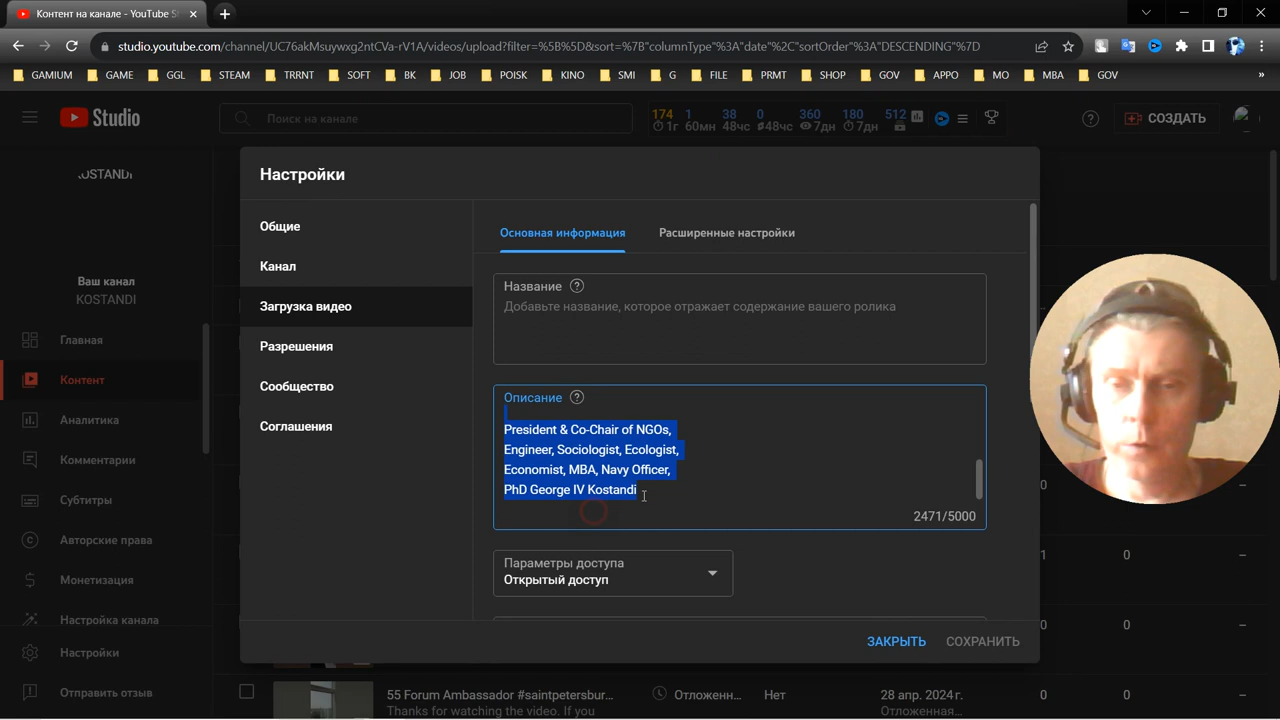 Контент на канале - YouTube S
studio.youtube.com/channel/UC76akMsuywxg2ntCVa-rV1A/videos/upload?filter=%5B%5D&sort=%7B"columnType"%3A"date"%2C"sortOrder"%3A"DESCENDING"%7D
GAMIUM GAME GGL STEAM TRRNT SOFT BK JOB POISK KINO SMI G FILE PRMT SHOP GOV APPO MO MBA GOV »
Studio
Поиск на канале
174 1 38 0 360 180 512
1г 60мн 48чс 48чс 7дн 7дн
СОЗДАТЬ
Настройки
Общие
Канал
Загрузка видео
Разрешения
Сообщество
Соглашения
Основная информация
Расширенные настройки
Название
Добавьте название, которое отражает содержание вашего ролика
Описание
President & Co-Chair of NGOs,
Engineer, Sociologist, Ecologist,
Economist, MBA, Navy Officer,
PhD George IV Kostandi
2471/5000
Параметры доступа
Открытый доступ
ЗАКРЫТЬ
СОХРАНИТЬ
Ваш канал
KOSTANDI
Главная
Контент
Аналитика
Комментарии
Субтитры
Авторские права
Монетизация
Настройка канала
Настройки
Отправить отзыв
0 –
0 –
1 0 –
0 0 –
55 Forum Ambassador #saintpetersbur...
Thanks for watching the video. If you
Отложенн...
Нет
28 апр. 2024 г.
Отложенная
0 0 –